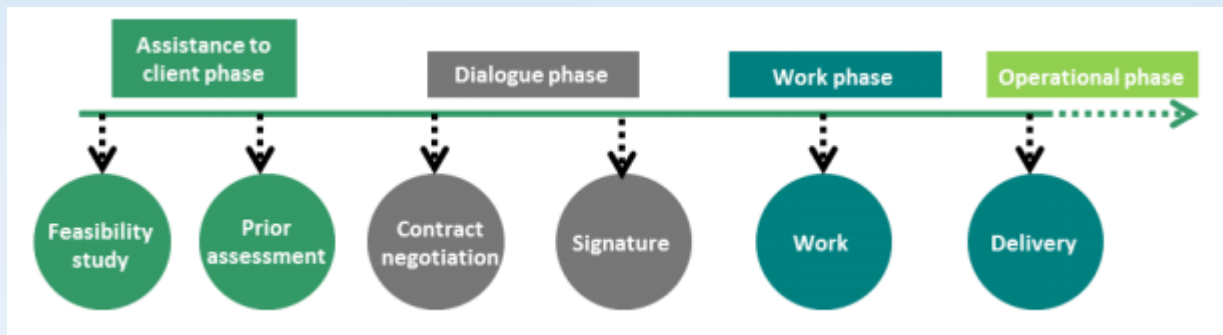 Assistance to
client phase
Dialogue phase
Work phase
Operational phase
Feasibility
study
Prior
assessment
Contract
negotiation
Signature
Work
Delivery